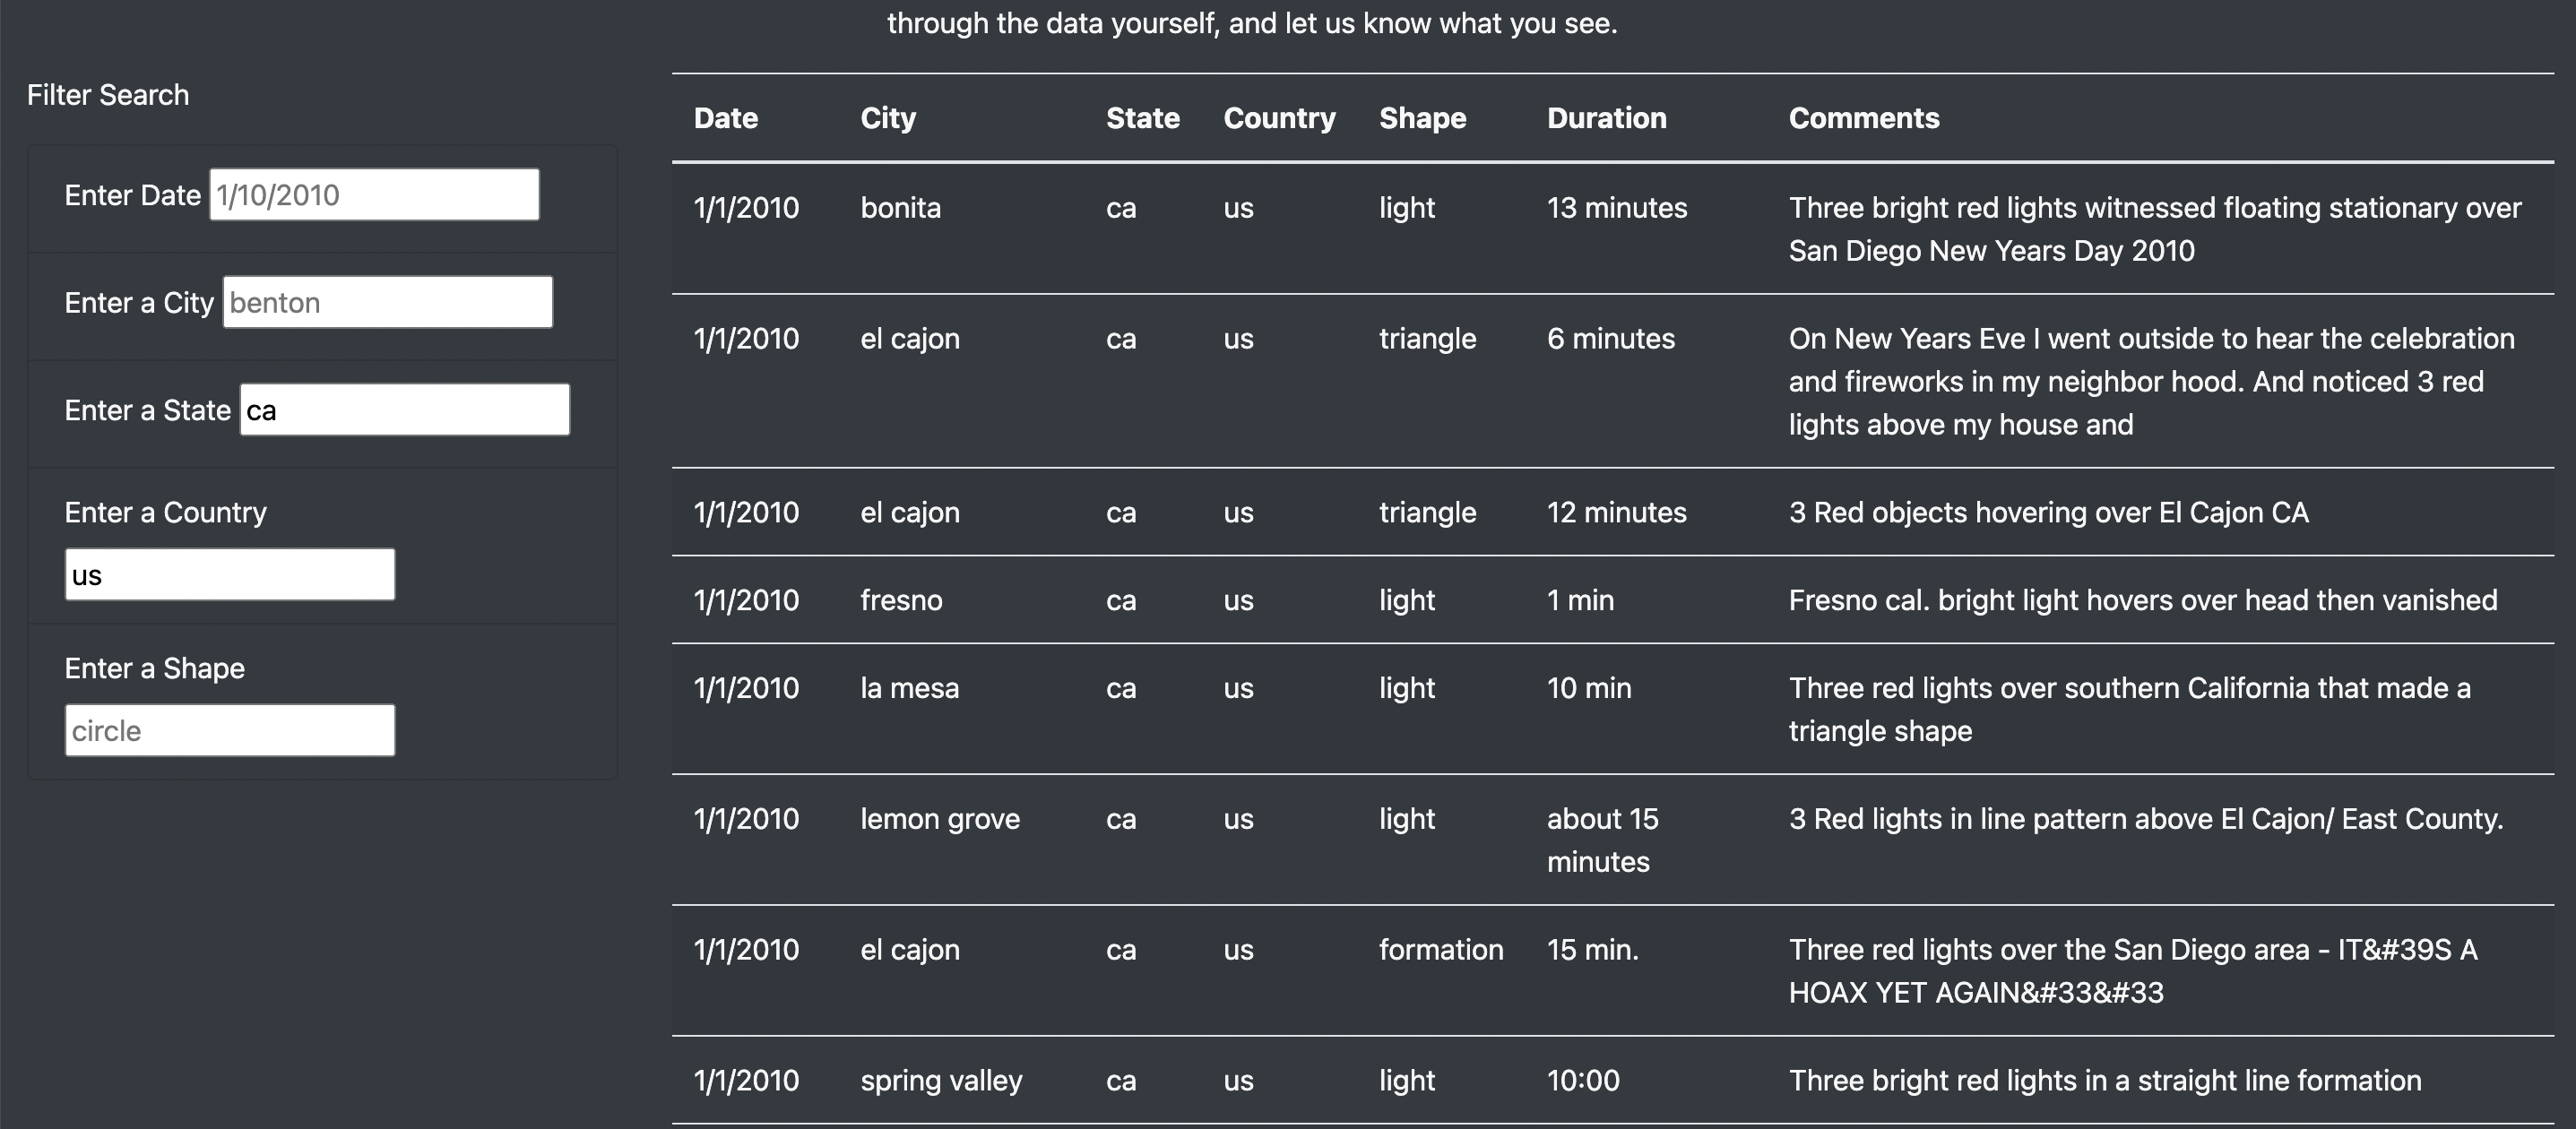 through the data yourself, and let us know what you see.
Filter Search
Enter Date 1/10/2010
Enter a City benton
Enter a State ca
Enter a Country
us
Enter a Shape
circle
Date City State Country Shape Duration Comments
1/1/2010 bonita ca us light 13 minutes Three bright red lights witnessed floating stationary over
San Diego New Years Day 2010
1/1/2010 el cajon ca us triangle 6 minutes On New Years Eve I went outside to hear the celebration
and fireworks in my neighbor hood. And noticed 3 red
lights above my house and
1/1/2010 el cajon ca us triangle 12 minutes 3 Red objects hovering over El Cajon CA
1/1/2010 fresno ca us light 1 min Fresno cal. bright light hovers over head then vanished
1/1/2010 la mesa ca us light 10 min Three red lights over southern California that made a
triangle shape
1/1/2010 lemon grove ca us light about 15 3 Red lights in line pattern above El Cajon/ East County.
minutes
1/1/2010 el cajon ca us formation 15 min. Three red lights over the San Diego area - IT&#39S A
HOAX YET AGAIN&#33&#33
1/1/2010 spring valley ca us light 10:00 Three bright red lights in a straight line formation